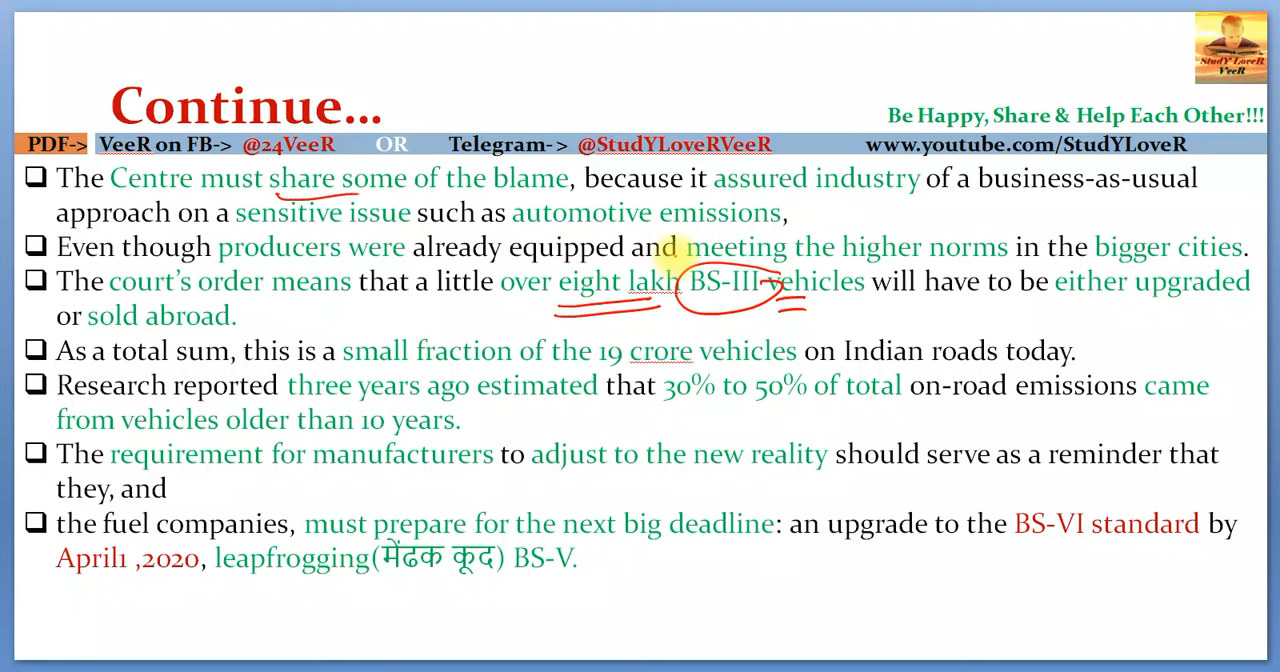 StudY LoveR
VeeR
Continue...
Be Happy, Share & Help Each Other!!!
PDF-> VeeR on FB-> @24VeeR OR Telegram-> @StudYLoveRVeeR www.youtube.com/StudYLoveR
❑ The Centre must share some of the blame, because it assured industry of a business-as-usual
approach on a sensitive issue such as automotive emissions,
❑ Even though producers were already equipped and meeting the higher norms in the bigger cities.
❑ The court's order means that a little over eight lakh BS-III vehicles will have to be either upgraded
or sold abroad.
❑ As a total sum, this is a small fraction of the 19 crore vehicles on Indian roads today.
❑ Research reported three years ago estimated that 30% to 50% of total on-road emissions came
from vehicles older than 10 years.
❑ The requirement for manufacturers to adjust to the new reality should serve as a reminder that
they, and
❑ the fuel companies, must prepare for the next big deadline: an upgrade to the BS-VI standard by
April1 ,2020, leapfrogging(मेंढक कूद) BS-V.